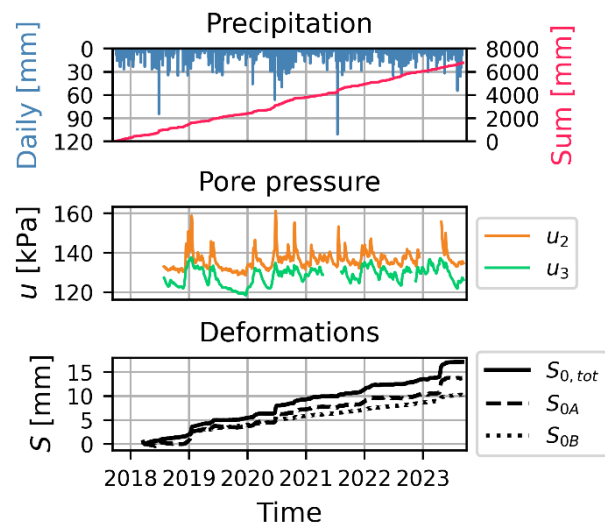 Precipitation
Daily [mm]
0
30
60
90
120
8000
6000
4000
2000
0
Sum [mm]
Pore pressure
u [kPa]
160
140
120
u2
u3
Deformations
S [mm]
15
10
5
0
S0, tot
S0A
S0B
2018 2019 2020 2021 2022 2023
Time